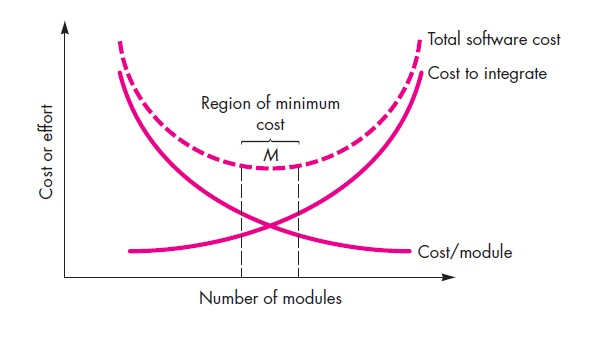 Total software cost
Cost to integrate
Region of minimum
cost
M
Cost or effort
Cost/module
Number of modules